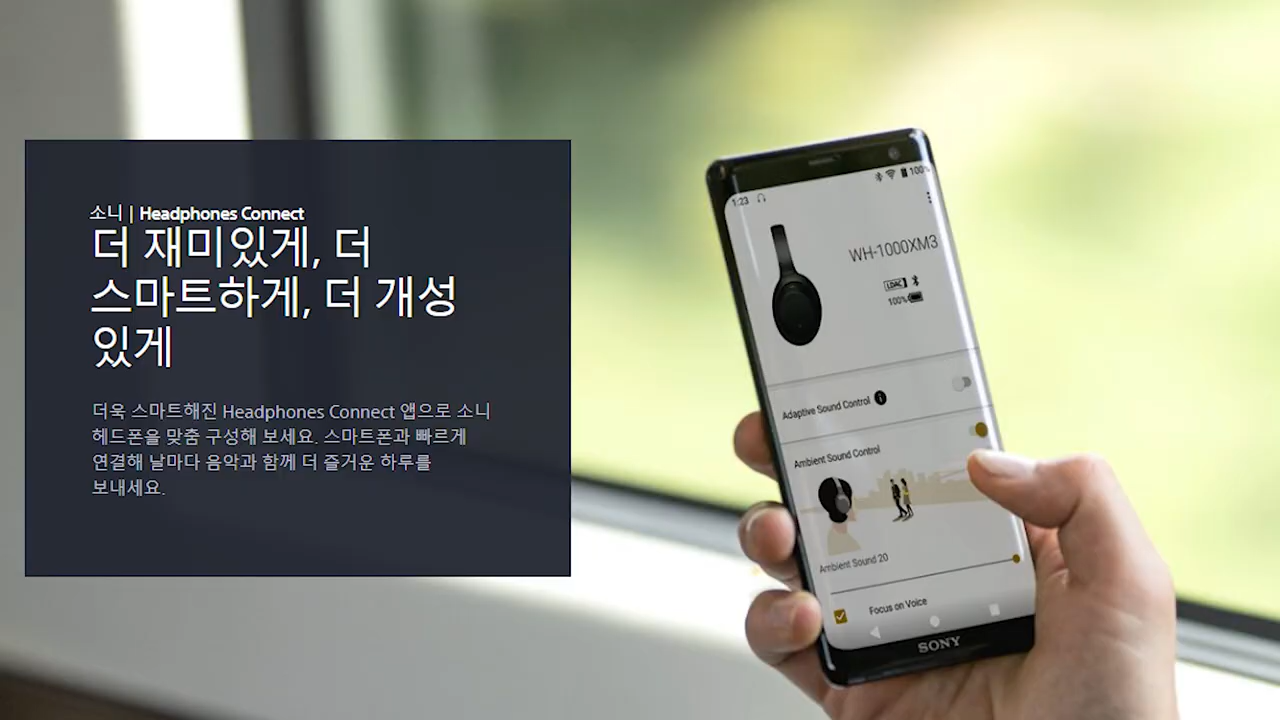 소니 | Headphones Connect
더 재미있게, 더
스마트하게, 더 개성
있게
더욱 스마트해진 Headphones Connect 앱으로 소니
헤드폰을 맞춤 구성해 보세요. 스마트폰과 빠르게
연결해 날마다 음악과 함께 더 즐거운 하루를
보내세요.
1:23
100%
WH-1000XM3
LDAC
100%
Adaptive Sound Control
Ambient Sound Control
Ambient Sound 20
Focus on Voice
SONY